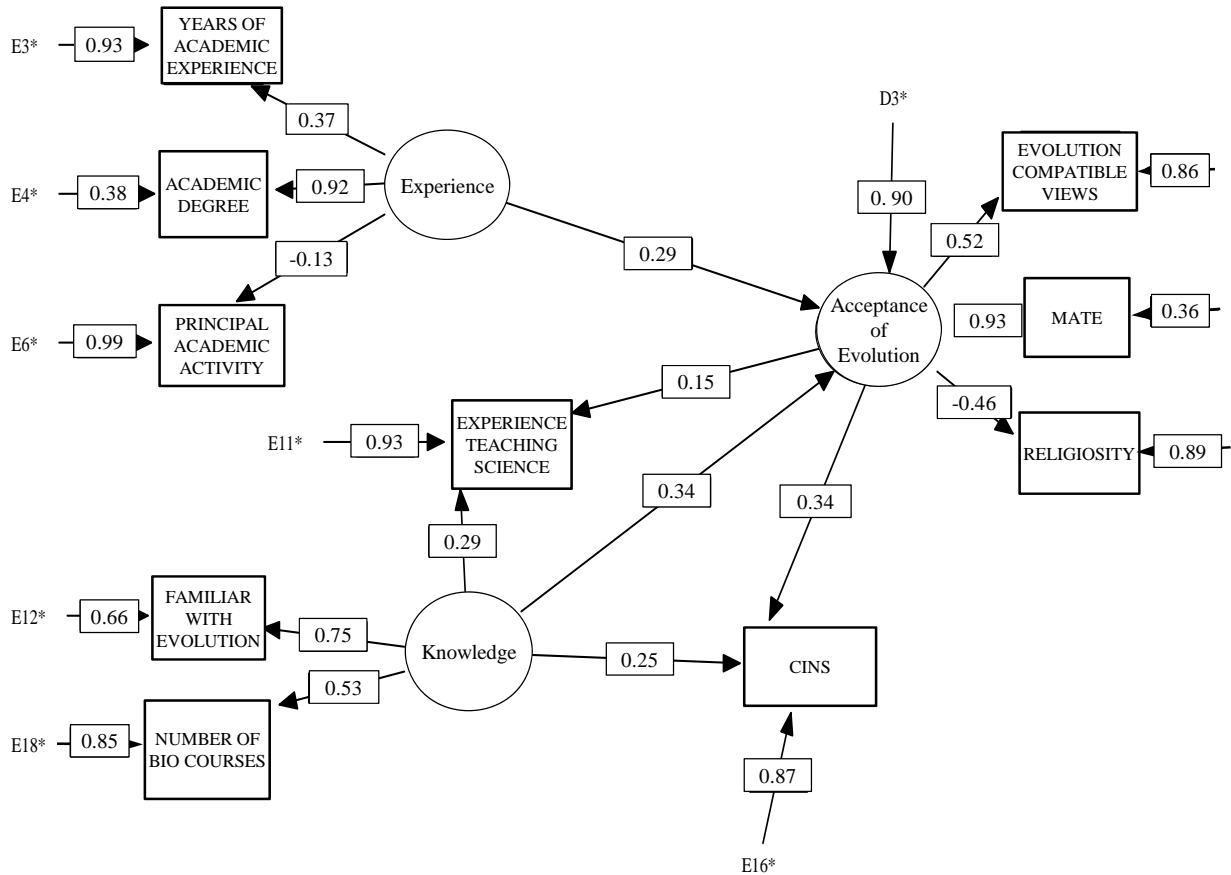 YEARS OF
ACADEMIC
EXPERIENCE
E3*
0.93
0.37
D3*
EVOLUTION
COMPATIBLE
VIEWS
0.86
E4*
0.38
ACADEMIC
DEGREE
0.92
Experience
0. 90
0.52
-0.13
0.29
E6*
0.99
PRINCIPAL
ACADEMIC
ACTIVITY
Acceptance
of
Evolution
0.93
MATE
0.36
0.15
-0.46
E11*
0.93
EXPERIENCE
TEACHING
SCIENCE
RELIGIOSITY
0.89
0.34
0.34
0.29
E12*
0.66
FAMILIAR
WITH
EVOLUTION
0.75
Knowledge
0.25
CINS
0.53
E18*
0.85
NUMBER OF
BIO COURSES
0.87
E16*